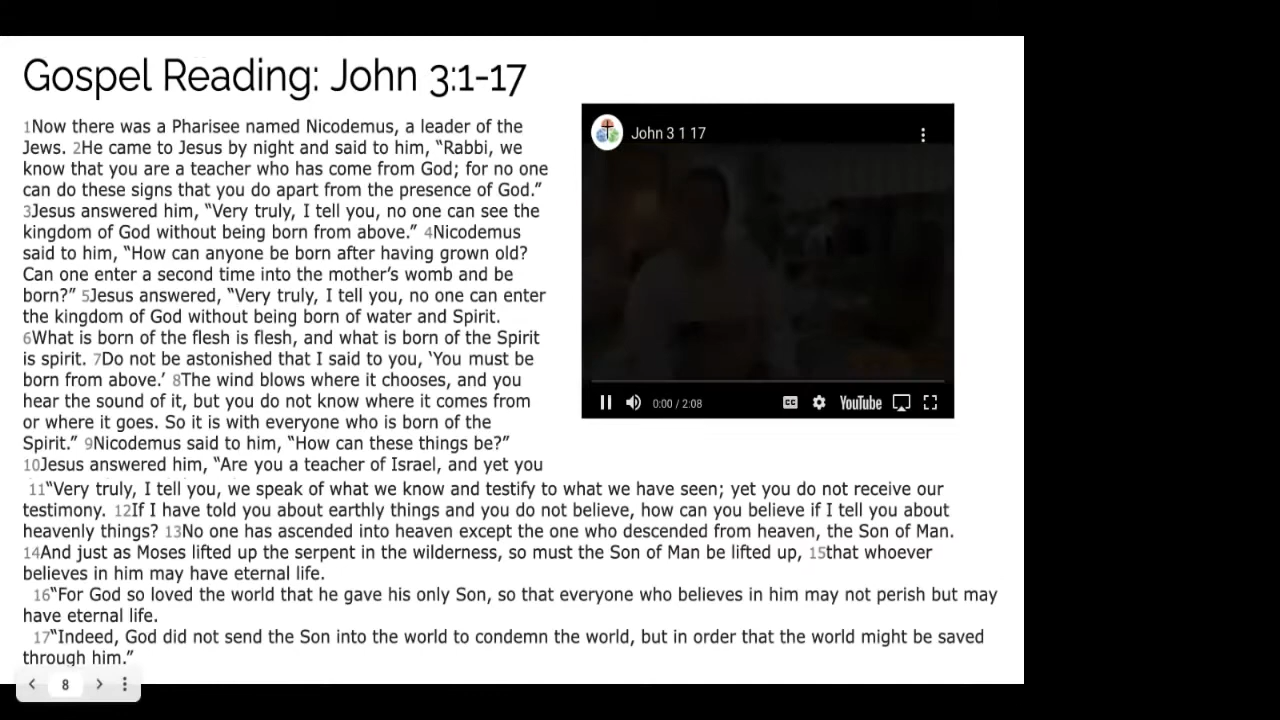 Gospel Reading: John 3:1-17
1Now there was a Pharisee named Nicodemus, a leader of the
Jews. 2He came to Jesus by night and said to him, “Rabbi, we
know that you are a teacher who has come from God; for no one
can do these signs that you do apart from the presence of God.”
3Jesus answered him, “Very truly, I tell you, no one can see the
kingdom of God without being born from above.” 4Nicodemus
said to him, “How can anyone be born after having grown old?
Can one enter a second time into the mother’s womb and be
born?” 5Jesus answered, “Very truly, I tell you, no one can enter
the kingdom of God without being born of water and Spirit.
6What is born of the flesh is flesh, and what is born of the Spirit
is spirit. 7Do not be astonished that I said to you, ‘You must be
born from above.’ 8The wind blows where it chooses, and you
hear the sound of it, but you do not know where it comes from
or where it goes. So it is with everyone who is born of the
Spirit.” 9Nicodemus said to him, “How can these things be?”
10Jesus answered him, “Are you a teacher of Israel, and yet you
11“Very truly, I tell you, we speak of what we know and testify to what we have seen; yet you do not receive our
testimony. 12If I have told you about earthly things and you do not believe, how can you believe if I tell you about
heavenly things? 13No one has ascended into heaven except the one who descended from heaven, the Son of Man.
14And just as Moses lifted up the serpent in the wilderness, so must the Son of Man be lifted up, 15that whoever
believes in him may have eternal life.
16“For God so loved the world that he gave his only Son, so that everyone who believes in him may not perish but may
have eternal life.
17“Indeed, God did not send the Son into the world to condemn the world, but in order that the world might be saved
through him.”
John 3 1 17
0:00 / 2:08
CC
YouTube
8